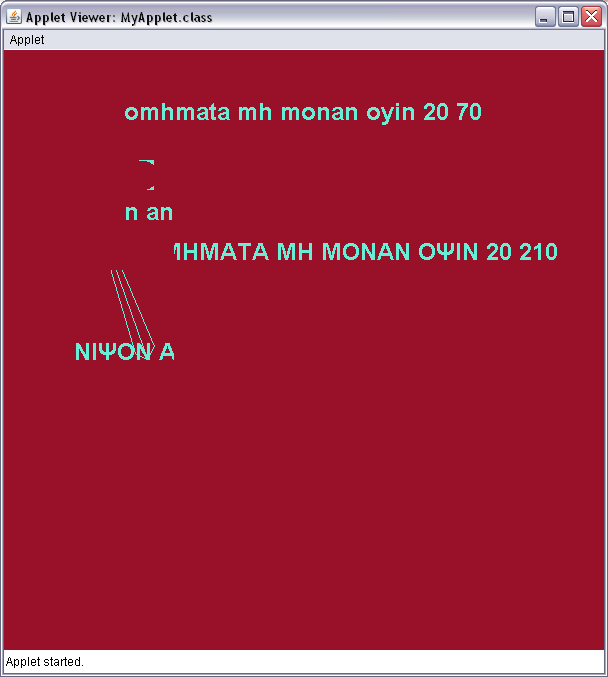 Applet Viewer: MyApplet.class
Applet
omhmata mh monan oyin 20 70
n an
ΜΗΜΑΤΑ ΜΗ ΜΟΝΑΝ ΟΨΙΝ 20 210
ΝΙΨΟΝ Α
Applet started.